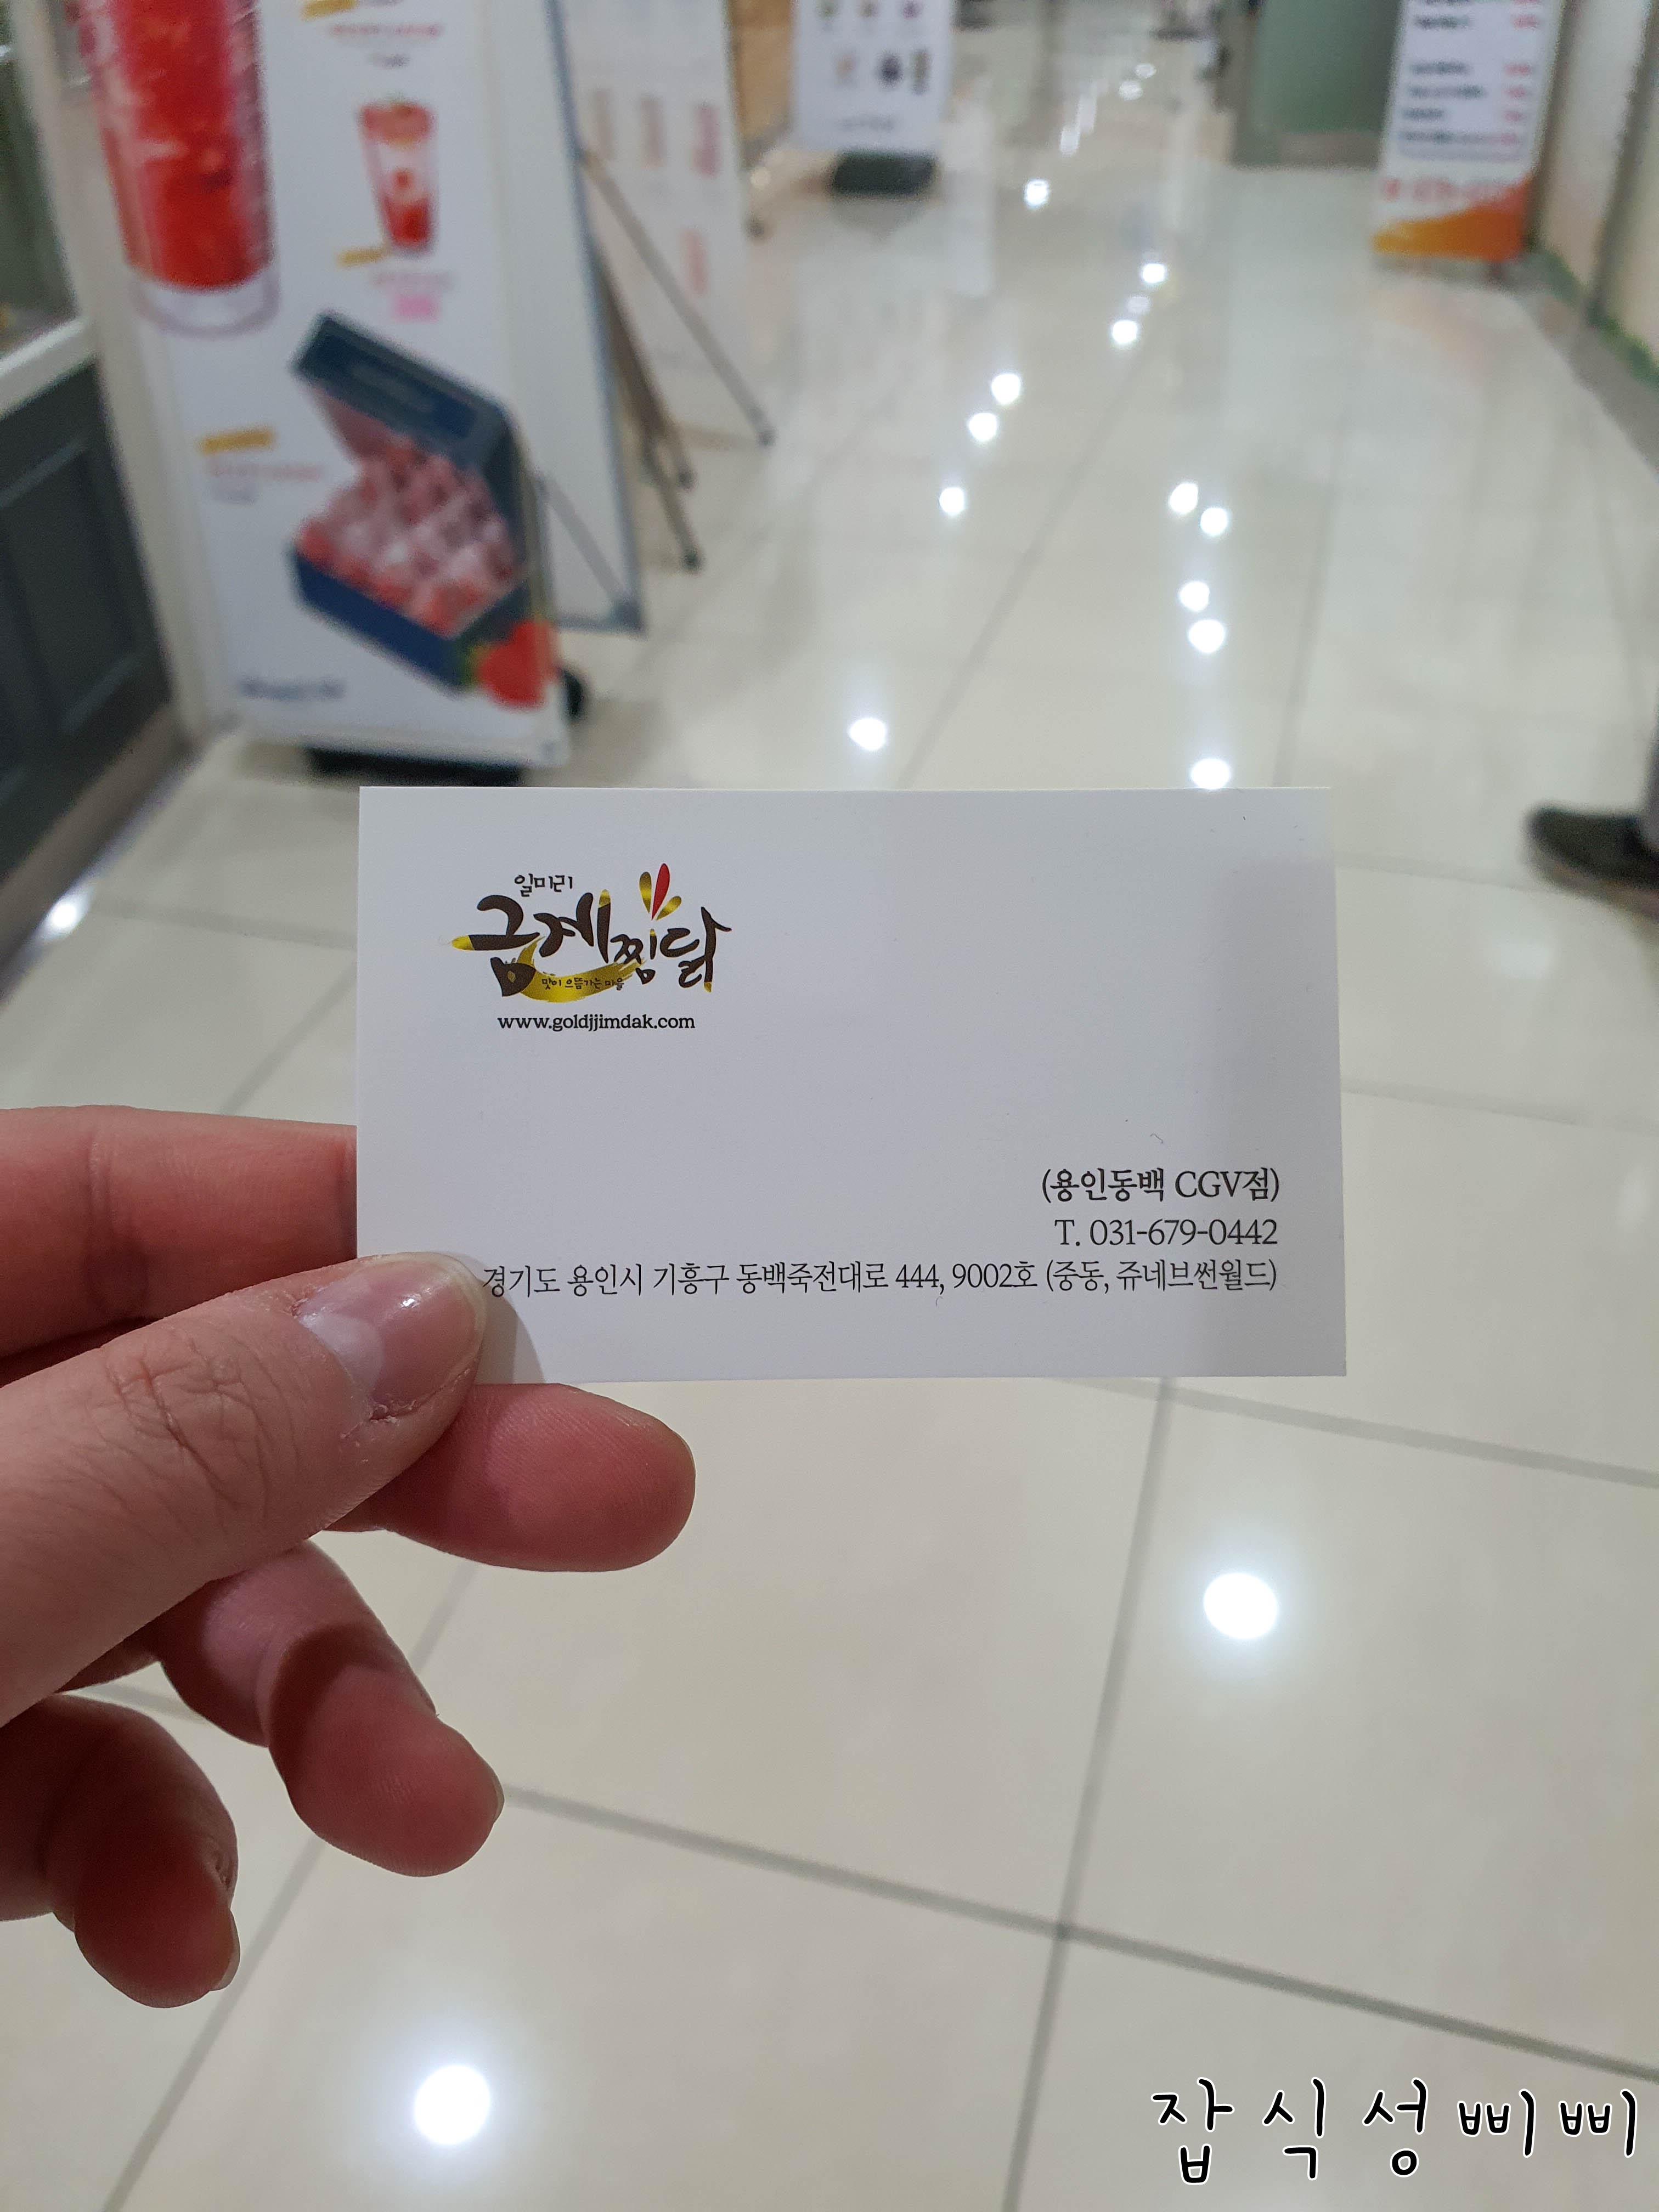 일미리
금계찜닭
맛이 으뜸가는 마을
www.goldjjimdak.com
(용인동백 CGV점)
T. 031-679-0442
경기도 용인시 기흥구 동백죽전대로 444, 9002호 (중동, 쥬네브썬월드)
잡식성삐삐